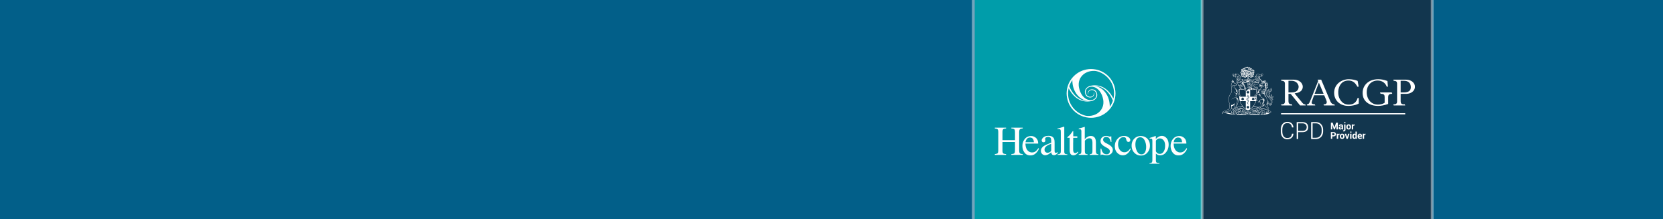 Healthscope
RACGP
CPD Major
Provider